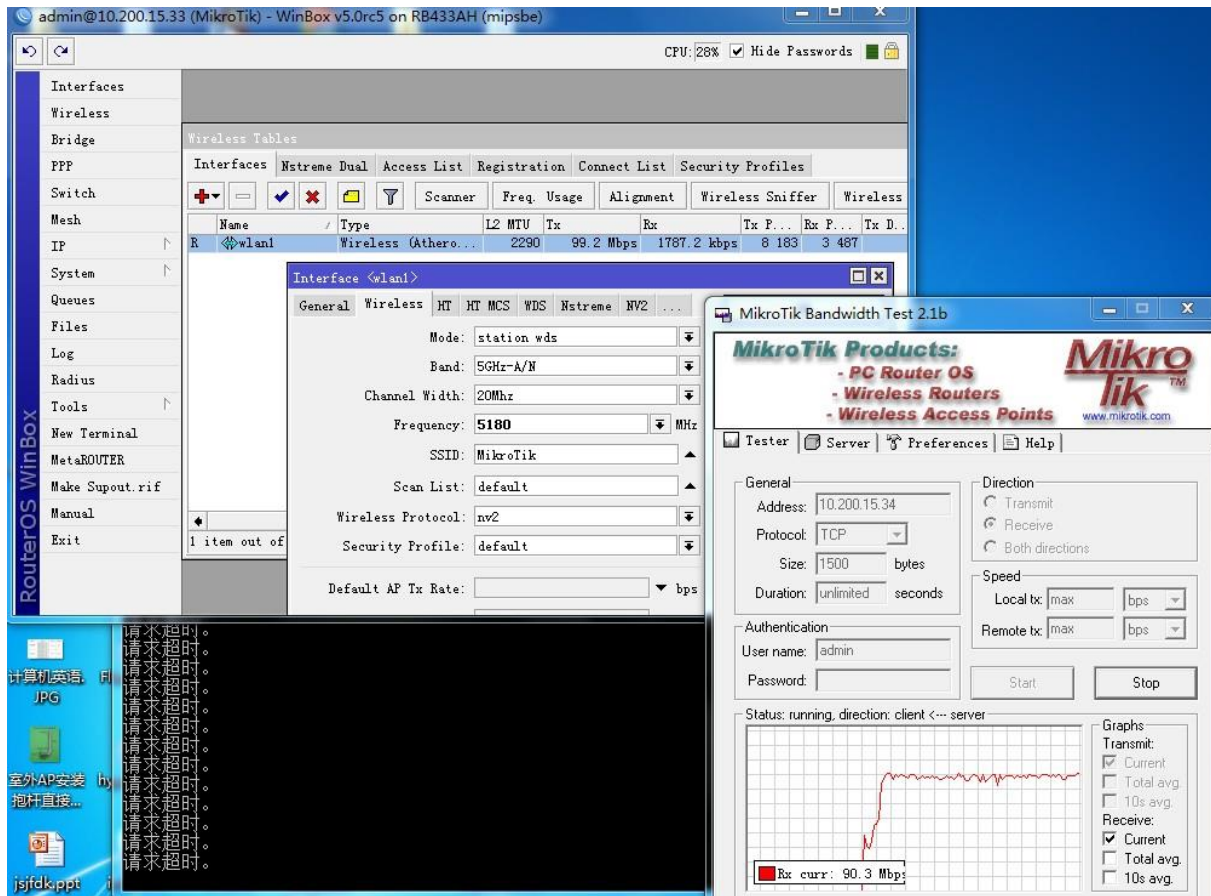 admin@10.200.15.33 (MikroTik) - WinBox v5.0rc5 on RB433AH (mipsbe)
CPU: 28% Hide Passwords
Interfaces
Wireless
Bridge
PPP
Switch
Mesh
IP
System
Queues
Files
Log
Radius
Tools
New Terminal
MetaROUTER
Make Supout.rif
Manual
Exit
RouterOS WinBox
Wireless Tables
Interfaces Nstreme Dual Access List Registration Connect List Security Profiles
Scanner Freq. Usage Alignment Wireless Sniffer Wireless
Name / Type L2 MTU Tx Rx Tx P... Rx P... Tx D..
R wlan1 Wireless (Athero... 2290 99.2 Mbps 1787.2 kbps 8 183 3 487
1 item out of
Interface <wlan1>
General Wireless HT HT MCS WDS Nstreme NV2 ...
Mode: station wds
Band: 5GHz-A/N
Channel Width: 20Mhz
Frequency: 5180 MHz
SSID: MikroTik
Scan List: default
Wireless Protocol: nv2
Security Profile: default
Default AP Tx Rate: bps
MikroTik Bandwidth Test 2.1b
MikroTik Products:
- PC Router OS
- Wireless Routers
- Wireless Access Points
MikroTik TM
www.mikrotik.com
Tester Server Preferences Help
General
Address: 10.200.15.34
Protocol: TCP
Size: 1500 bytes
Duration: unlimited seconds
Direction
Transmit
Receive
Both directions
Speed
Local tx: max bps
Remote tx: max bps
Authentication
User name: admin
Password:
Start Stop
Status: running, direction: client <--- server
Rx curr: 90.3 Mbps
Graphs
Transmit:
Current
Total avg.
10s avg.
Receive:
Current
Total avg.
10s avg.
请求超时。
请求超时。
请求超时。
请求超时。
请求超时。
请求超时。
请求超时。
请求超时。
请求超时。
请求超时。
请求超时。
请求超时。
请求超时。
计算机英语.
JPG
室外AP安装
抱杆直接...
jsjfdk.ppt